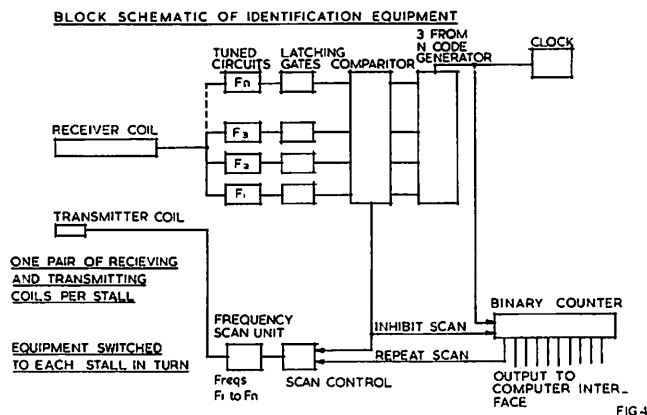 BLOCK SCHEMATIC OF IDENTIFICATION EQUIPMENT
TUNED
CIRCUITS
LATCHING
GATES
COMPARITOR
3 FROM
N CODE
GENERATOR
CLOCK
Fn
RECEIVER COIL
F3
F2
F1
TRANSMITTER COIL
ONE PAIR OF RECIEVING
AND TRANSMITTING
COILS PER STALL
EQUIPMENT SWITCHED
TO EACH STALL IN TURN
FREQUENCY
SCAN UNIT
Freqs
F1 to Fn
SCAN CONTROL
INHIBIT SCAN
REPEAT SCAN
BINARY COUNTER
OUTPUT TO
COMPUTER INTER_
FACE
FIG4